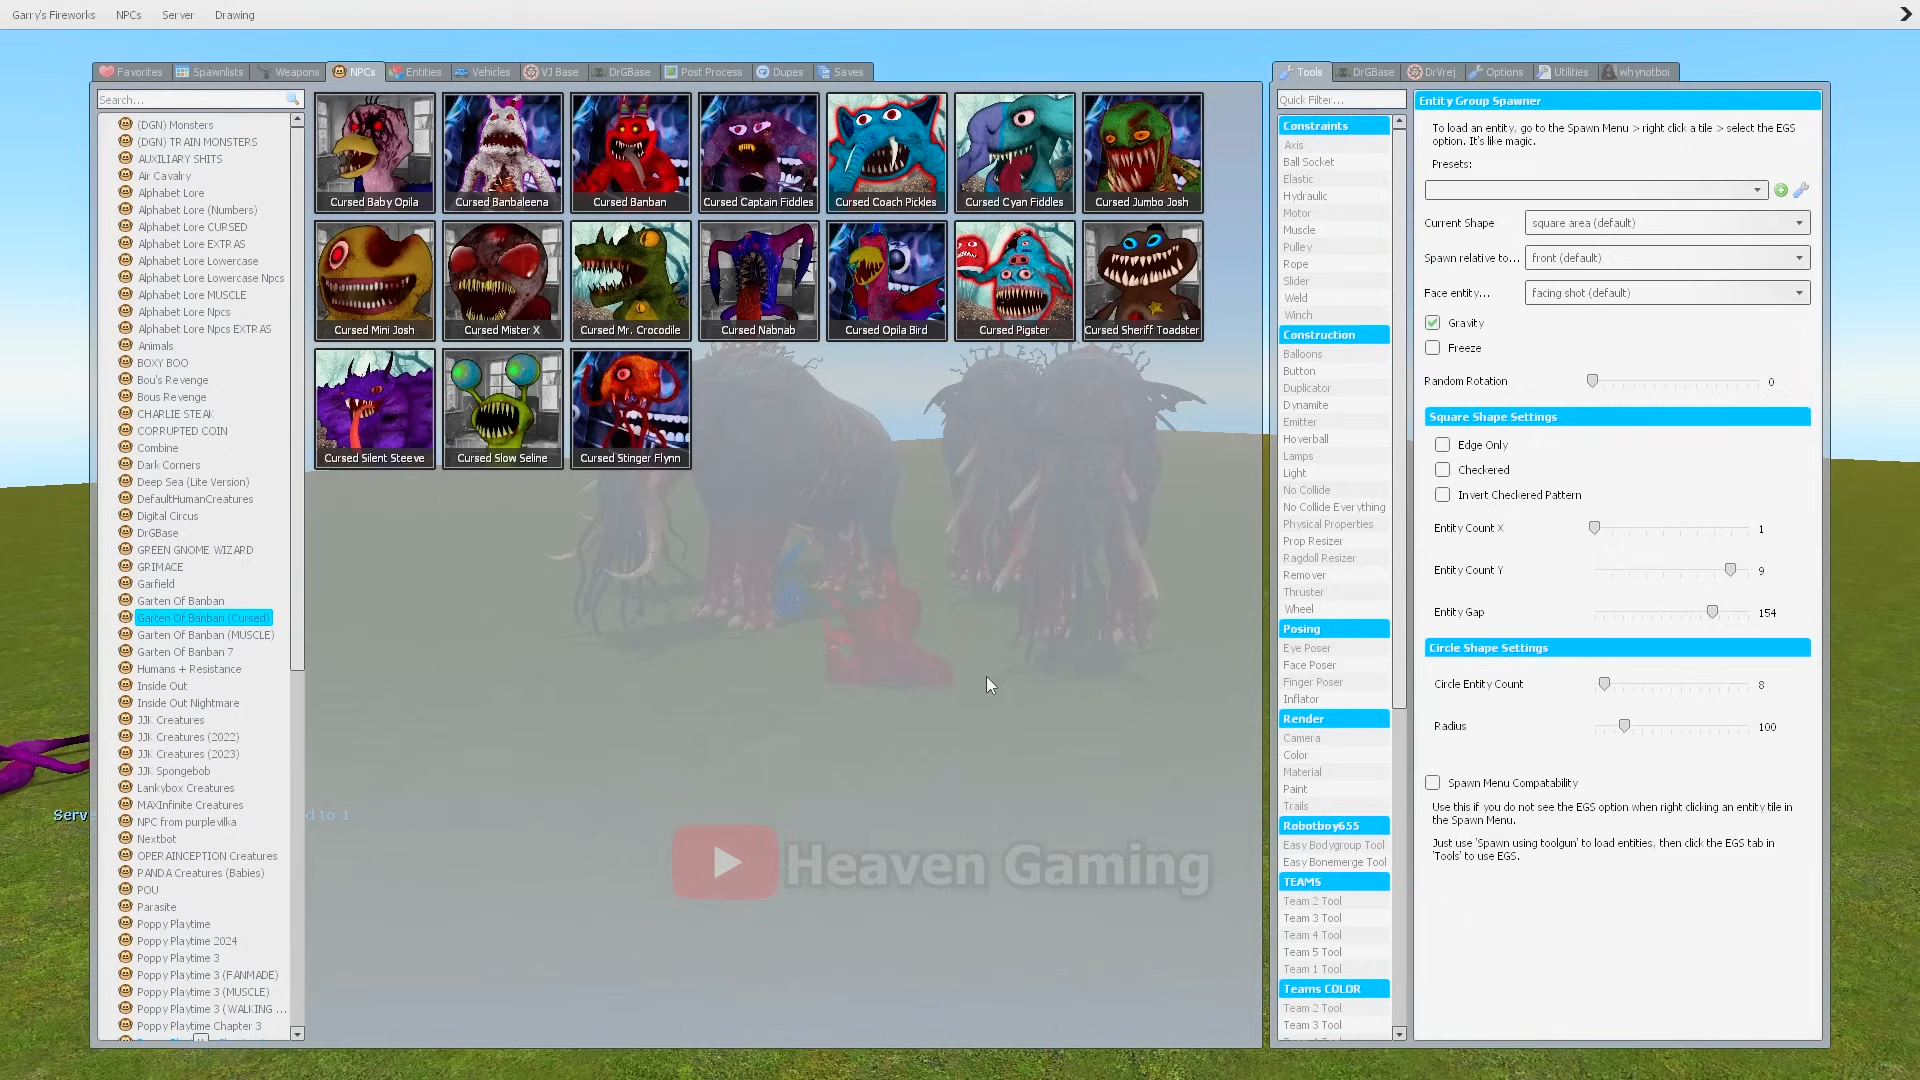 Garry's Fireworks NPCs Server Drawing
Favorites Spawnlists Weapons NPCs Entities Vehicles VJ Base DrGBase Post Process Dupes Saves
Search...
(DGN) Monsters
(DGN) TRAIN MONSTERS
AUXILIARY SHITS
Air Cavalry
Alphabet Lore
Alphabet Lore (Numbers)
Alphabet Lore CURSED
Alphabet Lore EXTRAS
Alphabet Lore Lowercase
Alphabet Lore Lowercase Npcs
Alphabet Lore MUSCLE
Alphabet Lore Npcs
Alphabet Lore Npcs EXTRAS
Animals
BOXY BOO
Bou's Revenge
Bous Revenge
CHARLIE STEAK
CORRUPTED COIN
Combine
Dark Corners
Deep Sea (Lite Version)
DefaultHumanCreatures
Digital Circus
DrGBase
GREEN GNOME WIZARD
GRIMACE
Garfield
Garten Of Banban
Garten Of Banban (Cursed)
Garten Of Banban (MUSCLE)
Garten Of Banban 7
Humans + Resistance
Inside Out
Inside Out Nightmare
JJK Creatures
JJK Creatures (2022)
JJK Creatures (2023)
JJK Spongebob
Lankybox Creatures
MAXInfinite Creatures
NPC from purplevilka
Nextbot
OPERAINCEPTION Creatures
PANDA Creatures (Babies)
POU
Parasite
Poppy Playtime
Poppy Playtime 2024
Poppy Playtime 3
Poppy Playtime 3 (FANMADE)
Poppy Playtime 3 (MUSCLE)
Poppy Playtime 3 (WALKING ...
Poppy Playtime Chapter 3
Cursed Baby Opila
Cursed Banbaleena
Cursed Banban
Cursed Captain Fiddles
Cursed Coach Pickles
Cursed Cyan Fiddles
Cursed Jumbo Josh
Cursed Mini Josh
Cursed Mister X
Cursed Mr. Crocodile
Cursed Nabnab
Cursed Opila Bird
Cursed Pigster
Cursed Sheriff Toadster
Cursed Silent Steeve
Cursed Slow Seline
Cursed Stinger Flynn
Serve
d to 1
Heaven Gaming
Tools DrGBase DrVrej Options Utilities whynotboi
Quick Filter...
Constraints
Axis
Ball Socket
Elastic
Hydraulic
Motor
Muscle
Pulley
Rope
Slider
Weld
Winch
Construction
Balloons
Button
Duplicator
Dynamite
Emitter
Hoverball
Lamps
Light
No Collide
No Collide Everything
Physical Properties
Prop Resizer
Ragdoll Resizer
Remover
Thruster
Wheel
Posing
Eye Poser
Face Poser
Finger Poser
Inflator
Render
Camera
Color
Material
Paint
Trails
Robotboy655
Easy Bodygroup Tool
Easy Bonemerge Tool
TEAMS
Team 2 Tool
Team 3 Tool
Team 4 Tool
Team 5 Tool
Team 1 Tool
Teams COLOR
Team 2 Tool
Team 3 Tool
Entity Group Spawner
To load an entity, go to the Spawn Menu > right click a tile > select the EGS
option. It's like magic.
Presets:
Current Shape square area (default)
Spawn relative to... front (default)
Face entity... facing shot (default)
Gravity
Freeze
Random Rotation 0
Square Shape Settings
Edge Only
Checkered
Invert Checkered Pattern
Entity Count X 1
Entity Count Y 9
Entity Gap 154
Circle Shape Settings
Circle Entity Count 8
Radius 100
Spawn Menu Compatability
Use this if you do not see the EGS option when right clicking an entity tile in
the Spawn Menu.
Just use 'Spawn using toolgun' to load entities, then click the EGS tab in
'Tools' to use EGS.